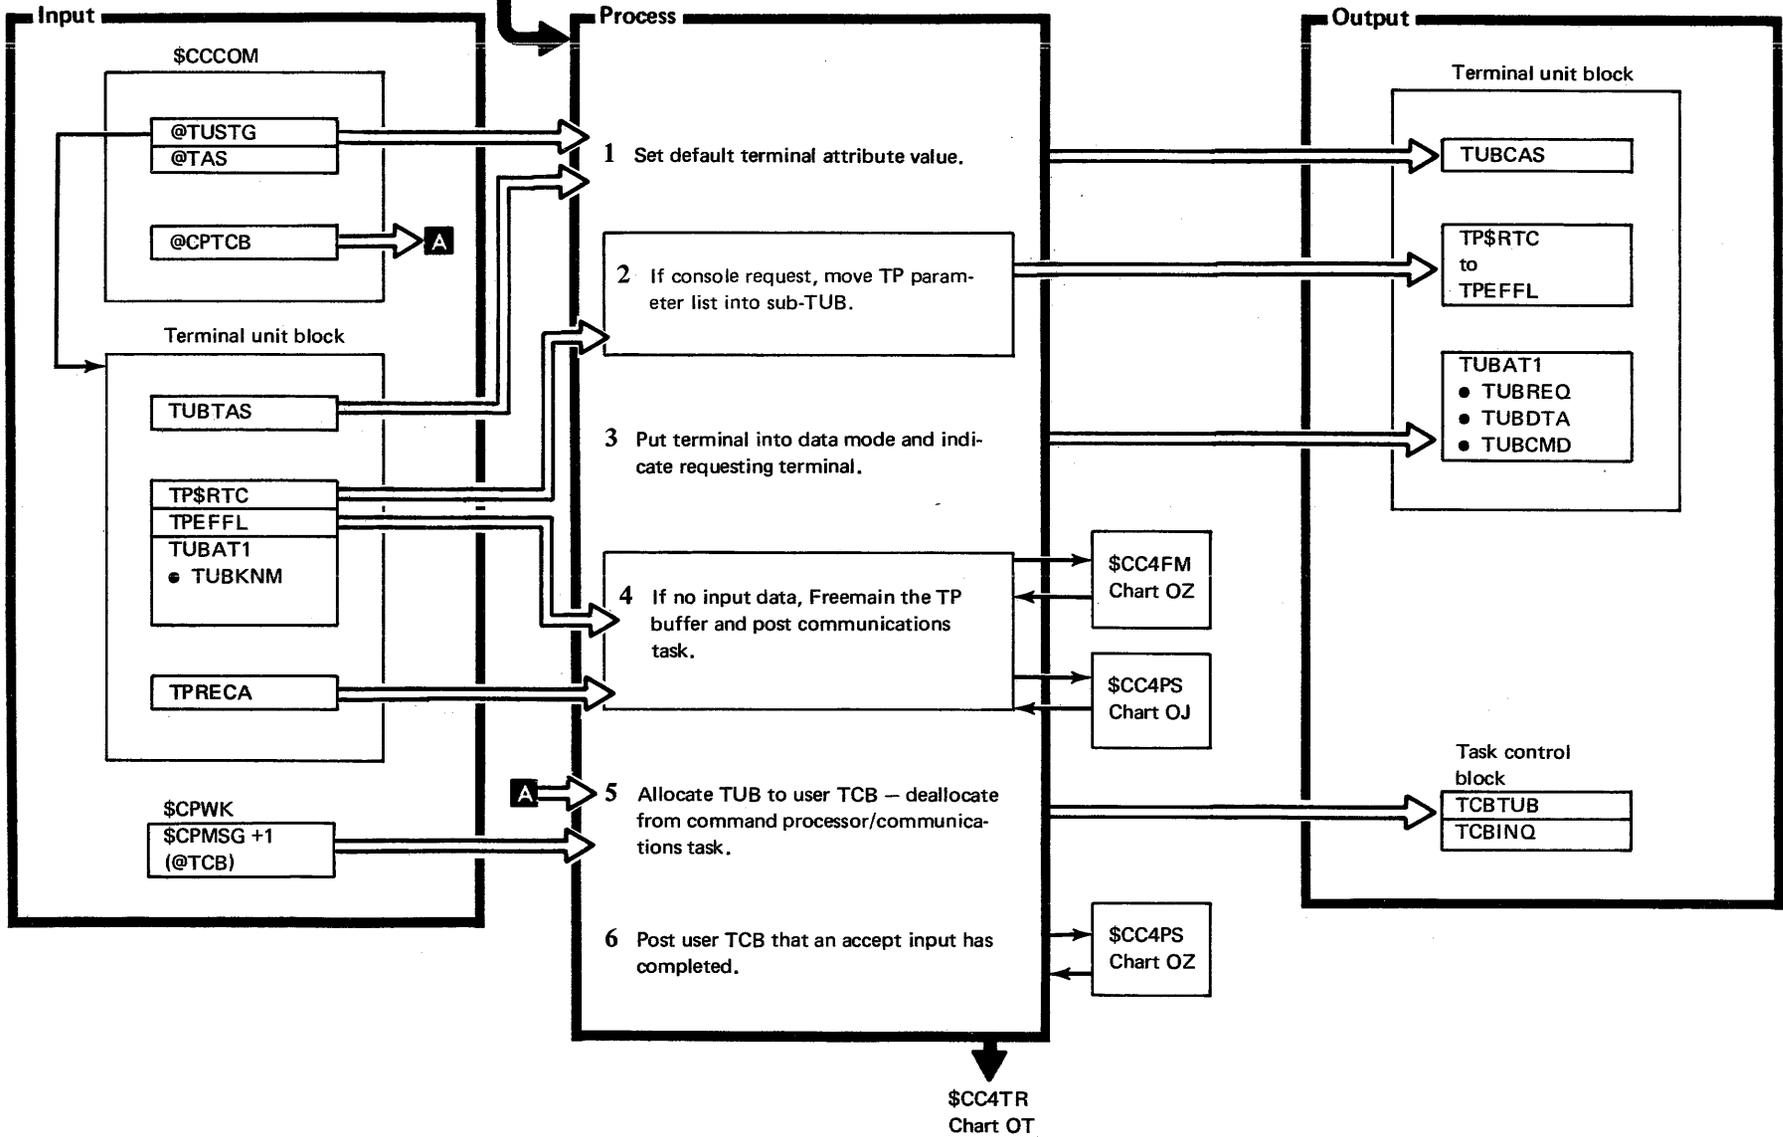 Input
$CCCOM
@TUSTG
@TAS
@CPTCB
A
Terminal unit block
TUBTAS
TP$RTC
TPEFFL
TUBAT1
● TUBKNM
TPRECA
$CPWK
$CPMSG +1
(@TCB)
Process
1 Set default terminal attribute value.
2 If console request, move TP param-
eter list into sub-TUB.
3 Put terminal into data mode and indi-
cate requesting terminal.
4 If no input data, Freemain the TP
buffer and post communications
task.
A
5 Allocate TUB to user TCB — deallocate
from command processor/communica-
tions task.
6 Post user TCB that an accept input has
completed.
$CC4FM
Chart OZ
$CC4PS
Chart OJ
$CC4PS
Chart OZ
$CC4TR
Chart OT
Output
Terminal unit block
TUBCAS
TP$RTC
to
TPEFFL
TUBAT1
● TUBREQ
● TUBDTA
● TUBCMD
Task control
block
TCBTUB
TCBINQ